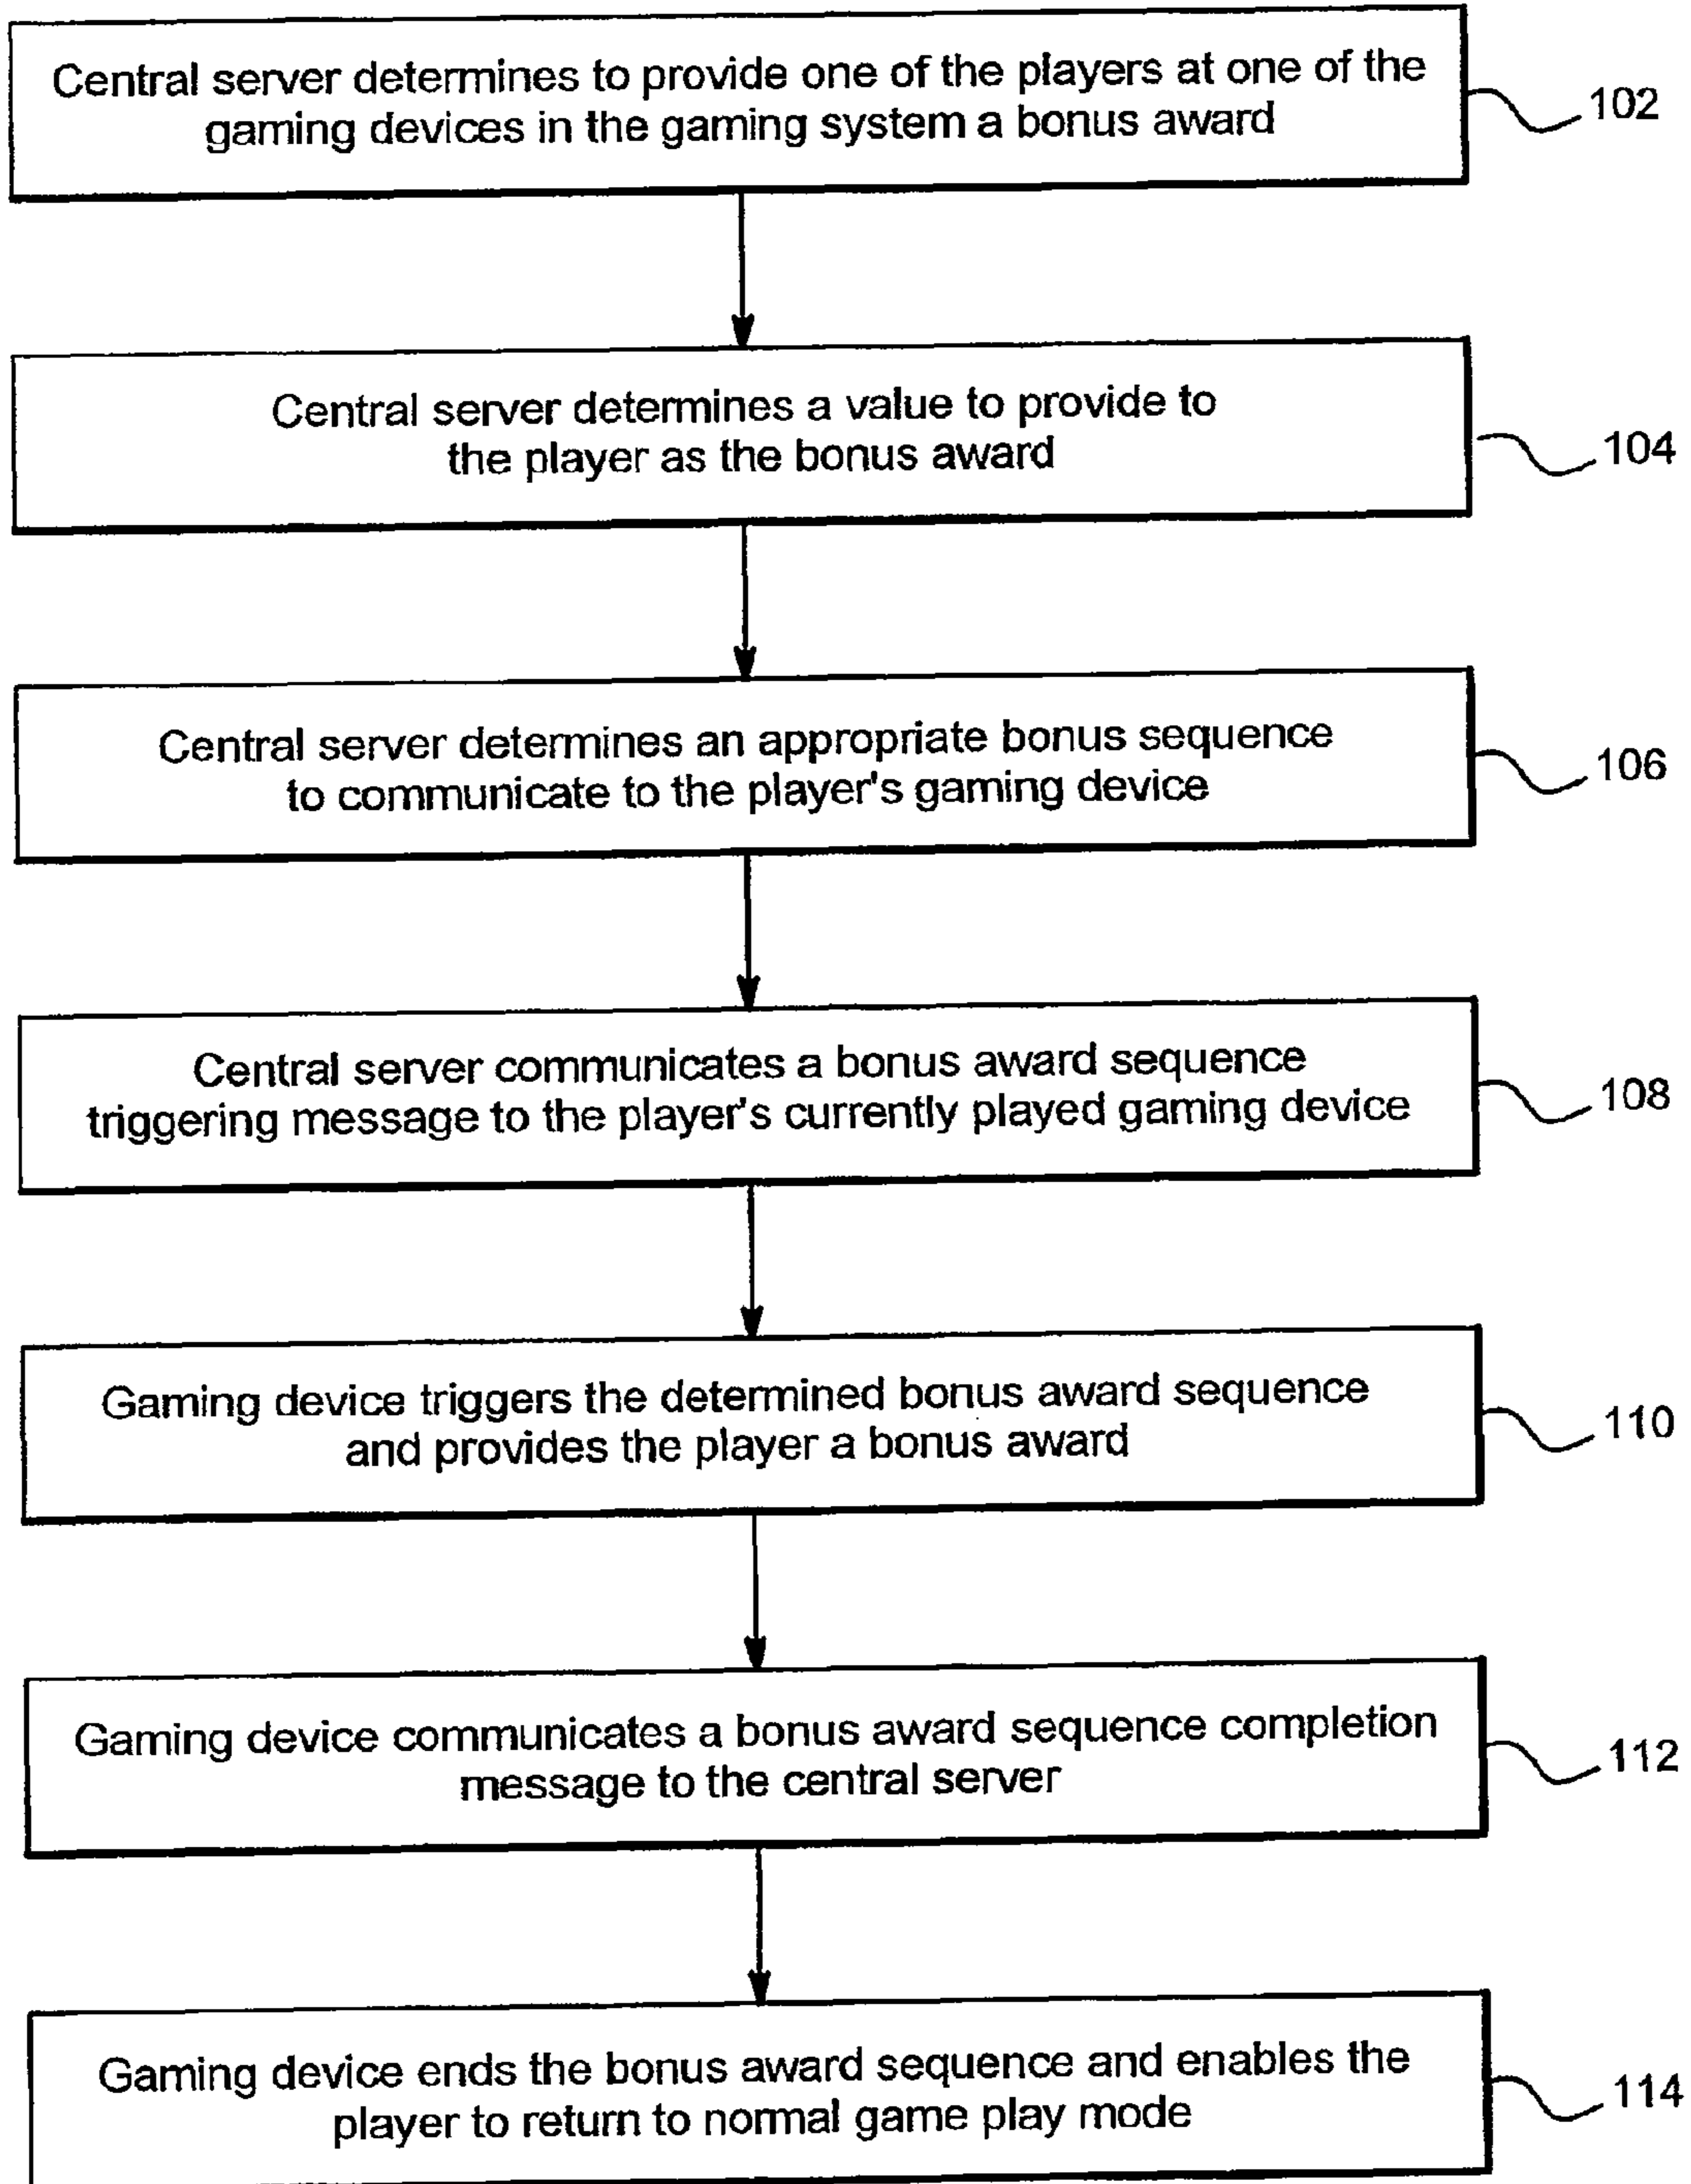 Central server determines to provide one of the players at one of the
gaming devices in the gaming system a bonus award
102
Central server determines a value to provide to
the player as the bonus award
104
Central server determines an appropriate bonus sequence
to communicate to the player's gaming device
106
Central server communicates a bonus award sequence
triggering message to the player's currently played gaming device
108
Gaming device triggers the determined bonus award sequence
and provides the player a bonus award
110
Gaming device communicates a bonus award sequence completion
message to the central server
112
Gaming device ends the bonus award sequence and enables the
player to return to normal game play mode
114